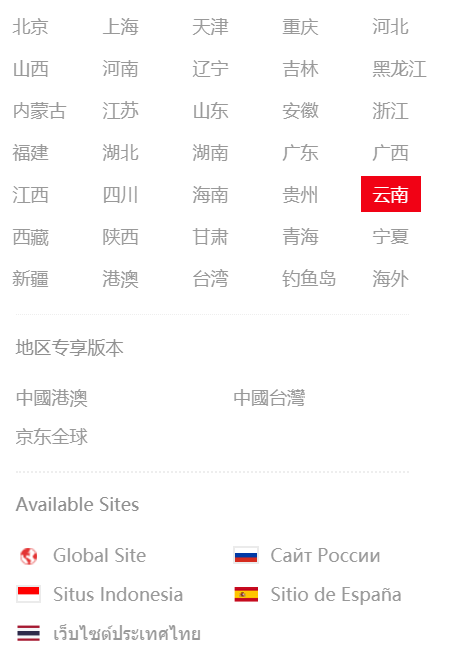 北京 上海 天津 重庆 河北
山西 河南 辽宁 吉林 黑龙江
内蒙古 江苏 山东 安徽 浙江
福建 湖北 湖南 广东 广西
江西 四川 海南 贵州 云南
西藏 陕西 甘肃 青海 宁夏
新疆 港澳 台湾 钓鱼岛 海外
地区专享版本
中國港澳 中國台灣
京东全球
Available Sites
Global Site Сайт России
Situs Indonesia Sitio de España
เว็บไซต์ประเทศไทย